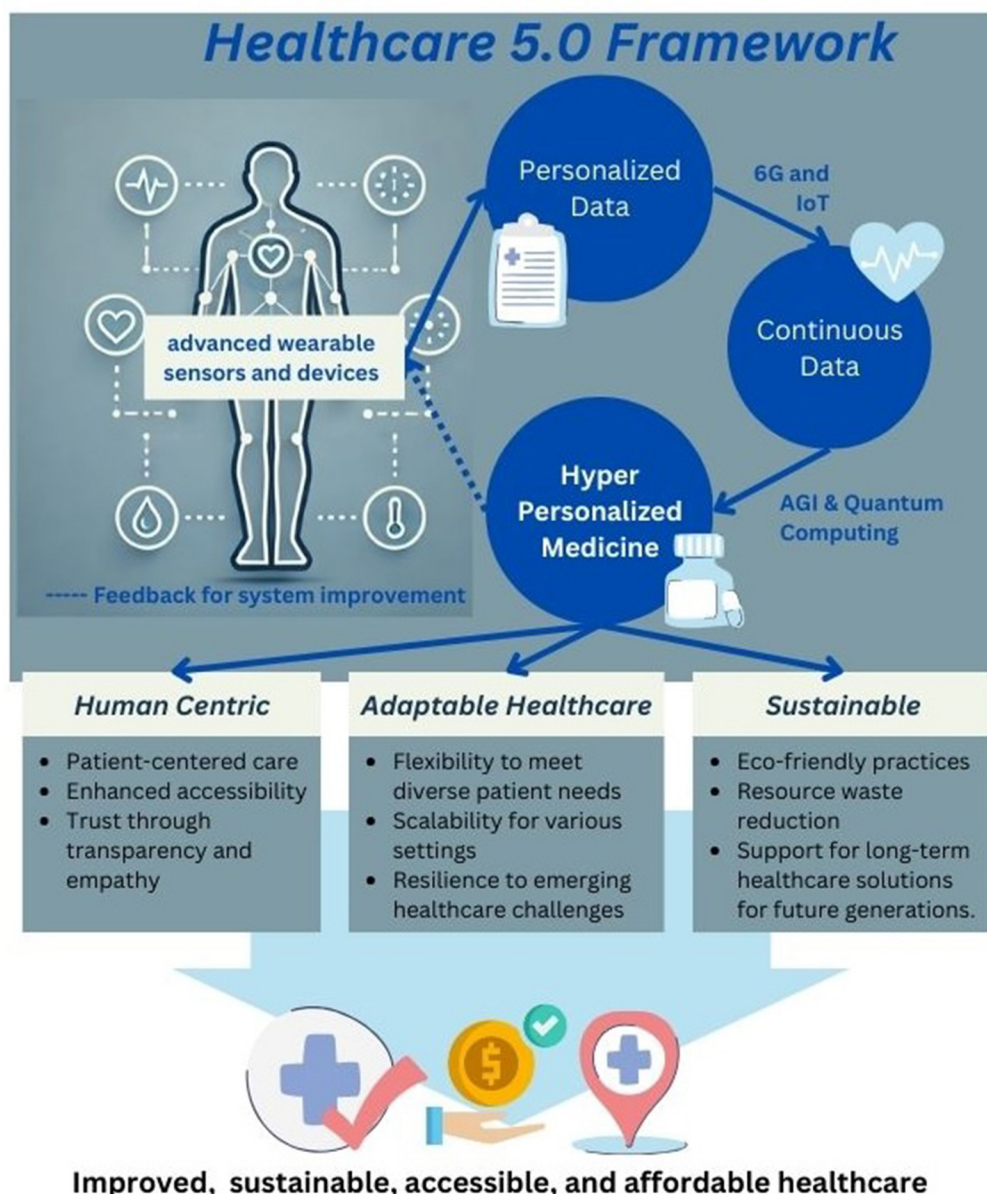 Healthcare 5.0 Framework
Personalized
Data
6G and
IoT
advanced wearable
sensors and devices
Continuous
Data
Hyper
Personalized
Medicine
AGI & Quantum
Computing
----- Feedback for system improvement
Human Centric
• Patient-centered care
• Enhanced accessibility
• Trust through
transparency and
empathy
Adaptable Healthcare
• Flexibility to meet
diverse patient needs
• Scalability for various
settings
• Resilience to emerging
healthcare challenges
Sustainable
• Eco-friendly practices
• Resource waste
reduction
• Support for long-term
healthcare solutions
for future generations.
$
Improved, sustainable, accessible, and affordable healthcare